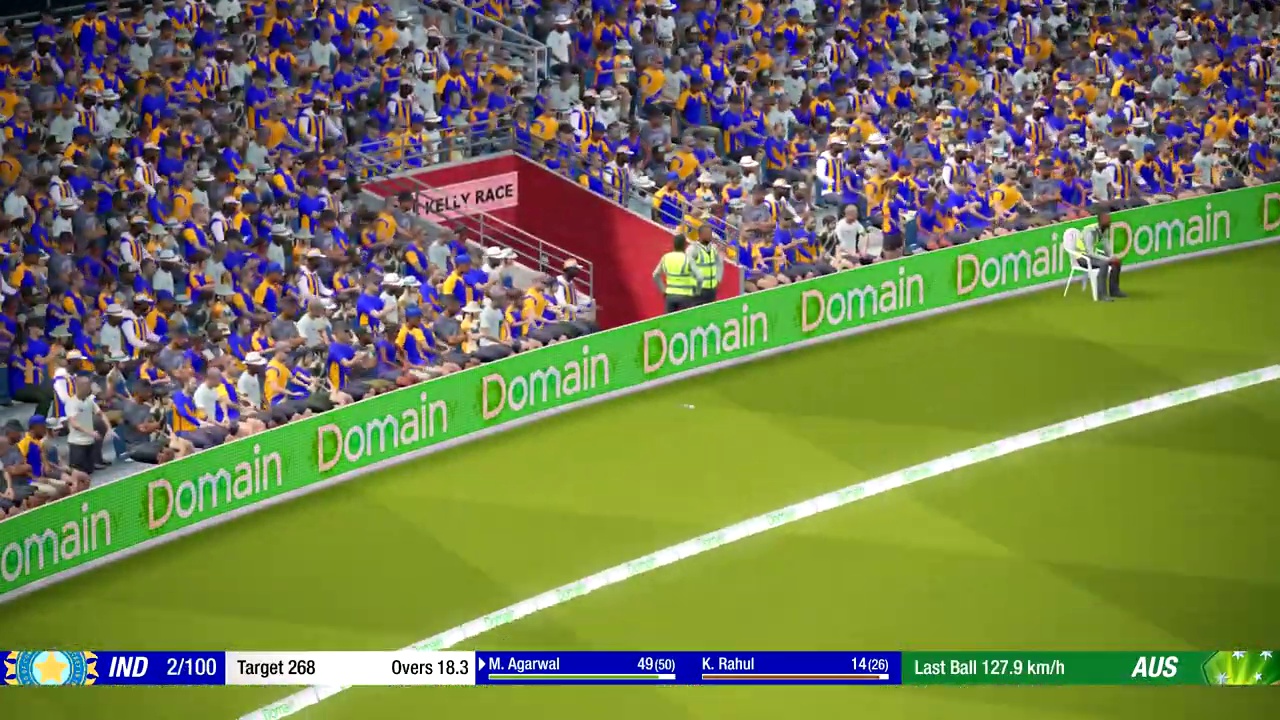 KELLY RACE
Domain
Domain
Domain
Domain
Domain
Domain
Domain
omain
IND 2/100 Target 268 Overs 18.3 M. Agarwal 49(50) K. Rahul 14(26) Last Ball 127.9 km/h AUS